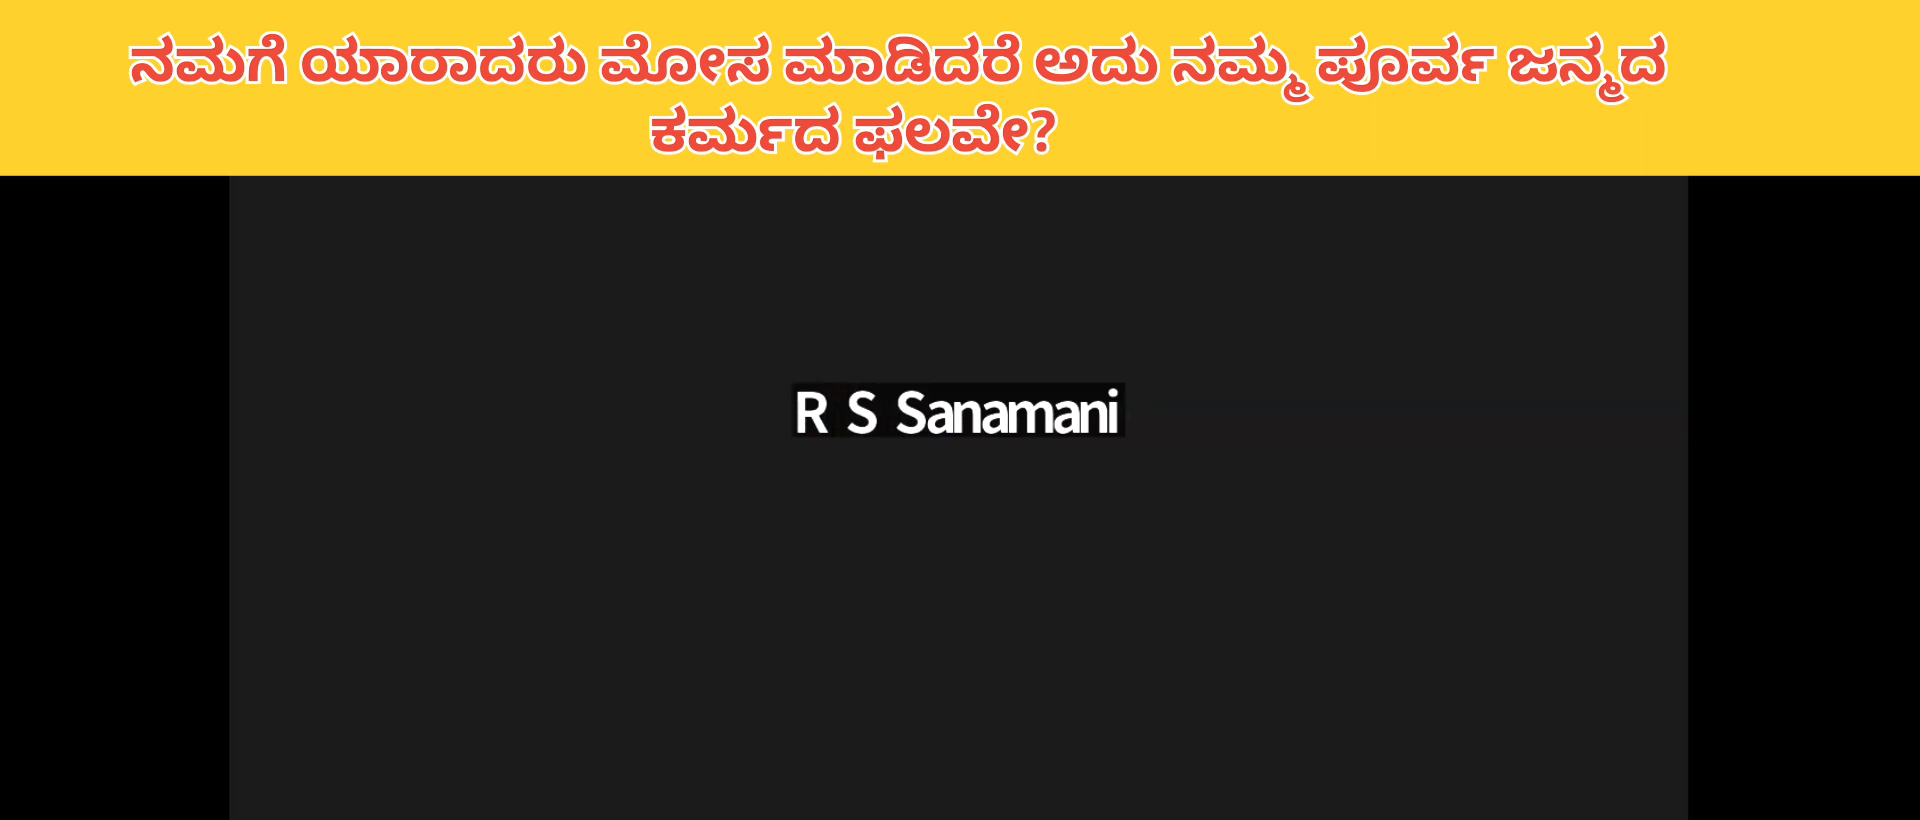 ನಮಗೆ ಯಾರಾದರು ಮೋಸ ಮಾಡಿದರೆ ಅದು ನಮ್ಮ ಪೂರ್ವ ಜನ್ಮದ
ಕರ್ಮದ ಫಲವೇ?
R S Sanamani